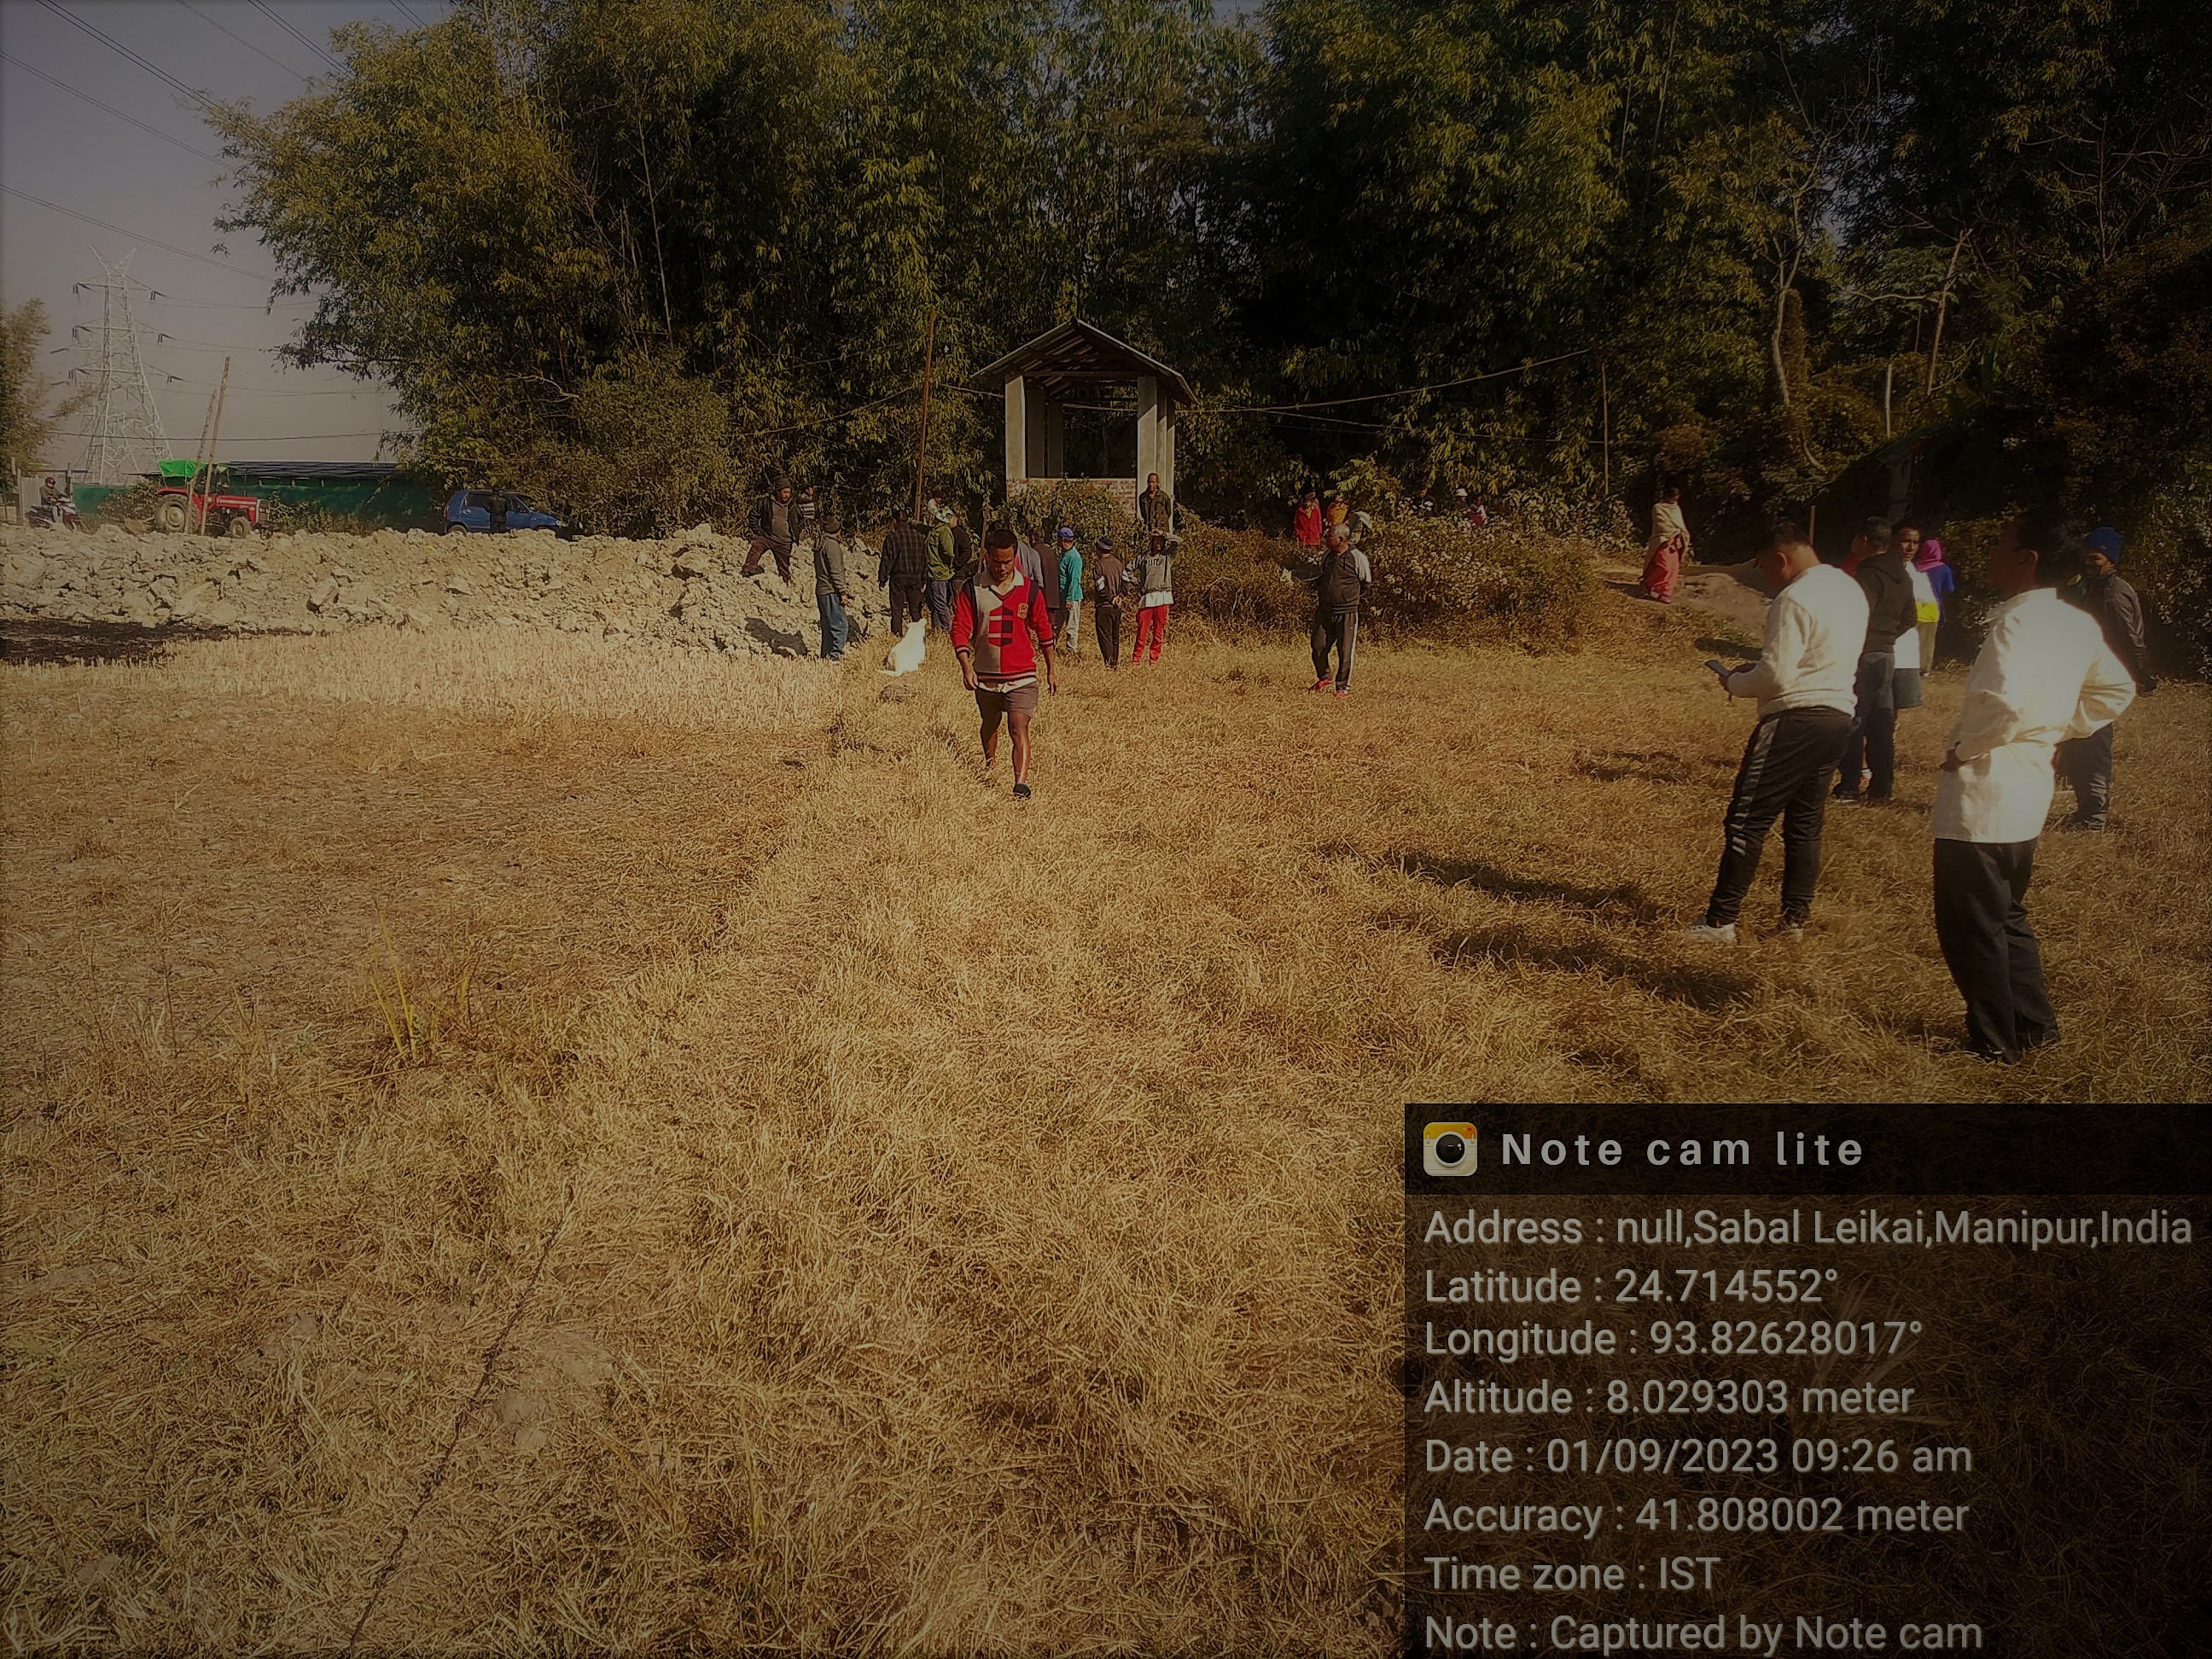 Note cam lite
Address : null,Sabal Leikai,Manipur,India
Latitude : 24.714552°
Longitude : 93.82628017°
Altitude : 8.029303 meter
Date : 01/09/2023 09:26 am
Accuracy : 41.808002 meter
Time zone : IST
Note : Captured by Note cam